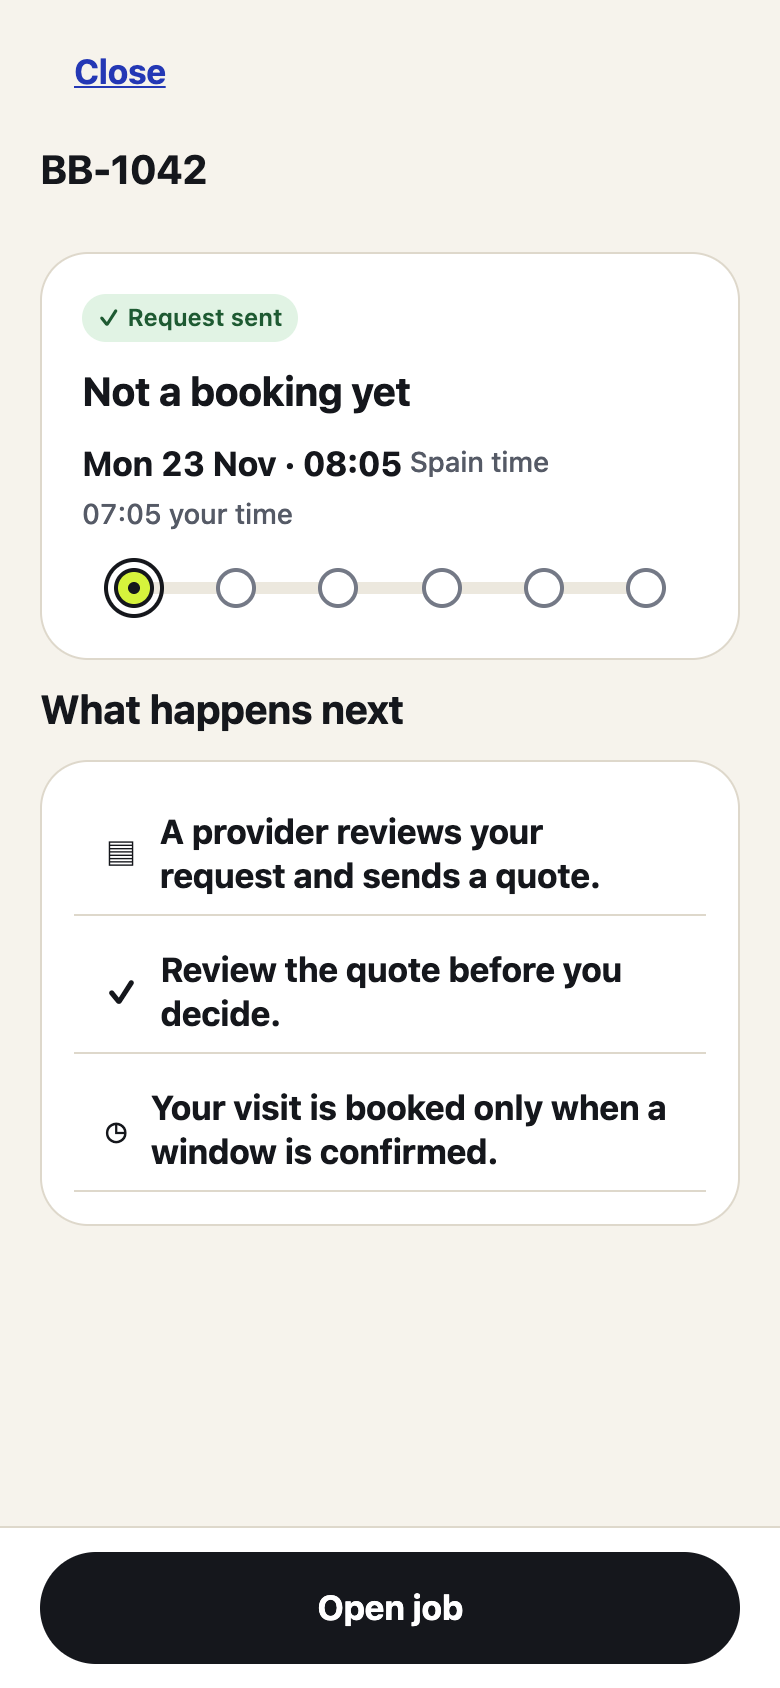 Close
BB-1042
✓ Request sent
Not a booking yet
Mon 23 Nov · 08:05 Spain time
07:05 your time
What happens next
A provider reviews your
request and sends a quote.
Review the quote before you
decide.
Your visit is booked only when a
window is confirmed.
Open job